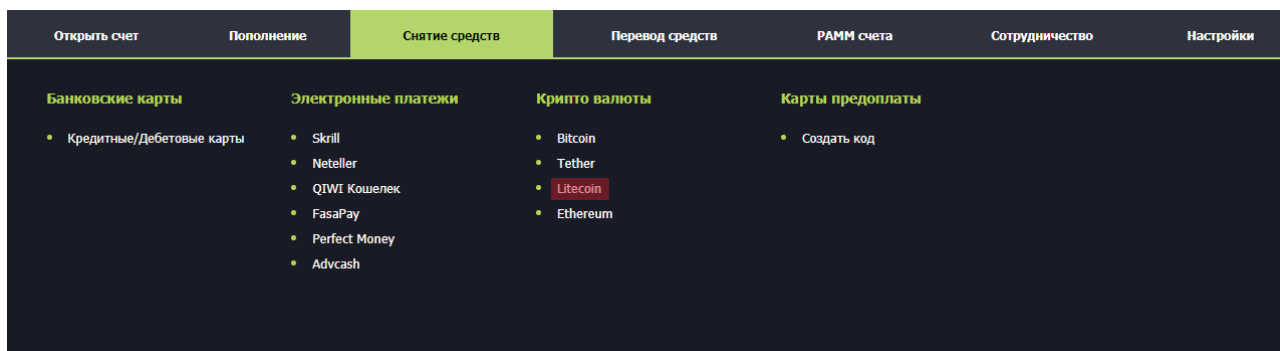 Открыть счет
Пополнение
Снятие средств
Перевод средств
PAMM счета
Сотрудничество
Настройки
Банковские карты
Кредитные/Дебетовые карты
Электронные платежи
Skrill
Neteller
QIWI Кошелек
FasaPay
Perfect Money
Advcash
Крипто валюты
Bitcoin
Tether
Litecoin
Ethereum
Карты предоплаты
Создать код